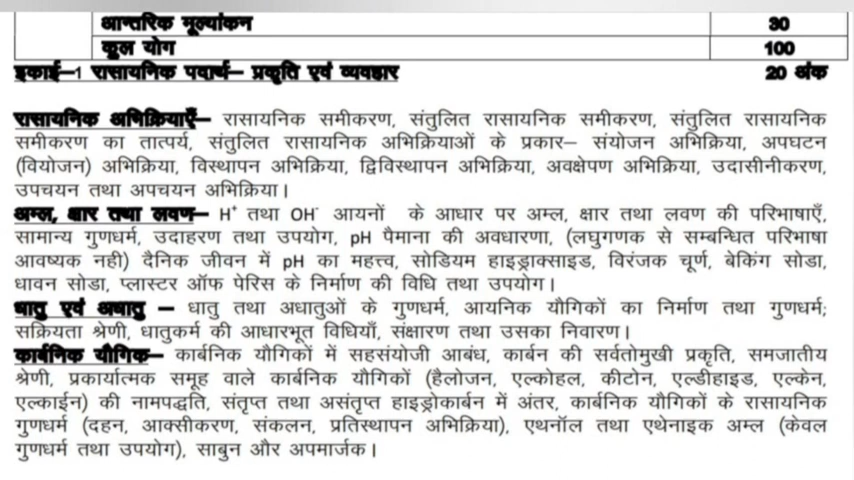 आन्तरिक मूल्यांकन 30
कुल योग 100
इकाई–1 रासायनिक पदार्थ– प्रकृति एवं व्यवहार 20 अंक
रासायनिक अभिक्रियाएँ– रासायनिक समीकरण, संतुलित रासायनिक समीकरण, संतुलित रासायनिक
समीकरण का तात्पर्य, संतुलित रासायनिक अभिक्रियाओं के प्रकार– संयोजन अभिक्रिया, अपघटन
(वियोजन) अभिक्रिया, विस्थापन अभिक्रिया, द्विविस्थापन अभिक्रिया, अवक्षेपण अभिक्रिया, उदासीनीकरण,
उपचयन तथा अपचयन अभिक्रिया।
अम्ल, क्षार तथा लवण– H⁺ तथा OH⁻ आयनों के आधार पर अम्ल, क्षार तथा लवण की परिभाषाएँ,
सामान्य गुणधर्म, उदाहरण तथा उपयोग, pH पैमाना की अवधारणा, (लघुगणक से सम्बन्धित परिभाषा
आवष्यक नही) दैनिक जीवन में pH का महत्त्व, सोडियम हाइड्राक्साइड, विरंजक चूर्ण, बेकिंग सोडा,
धावन सोडा, प्लास्टर ऑफ पेरिस के निर्माण की विधि तथा उपयोग।
धातु एवं अधातु – धातु तथा अधातुओं के गुणधर्म, आयनिक यौगिकों का निर्माण तथा गुणधर्म;
सक्रियता श्रेणी, धातुकर्म की आधारभूत विधियाँ, संक्षारण तथा उसका निवारण।
कार्बनिक यौगिक– कार्बनिक यौगिकों में सहसंयोजी आबंध, कार्बन की सर्वतोमुखी प्रकृति, समजातीय
श्रेणी, प्रकार्यात्मक समूह वाले कार्बनिक यौगिकों (हैलोजन, एल्कोहल, कीटोन, एल्डीहाइड, एल्केन,
एल्काईन) की नामपद्धति, संतृप्त तथा असंतृप्त हाइड्रोकार्बन में अंतर, कार्बनिक यौगिकों के रासायनिक
गुणधर्म (दहन, आक्सीकरण, संकलन, प्रतिस्थापन अभिक्रिया), एथनॉल तथा एथेनाइक अम्ल (केवल
गुणधर्म तथा उपयोग), साबुन और अपमार्जक।